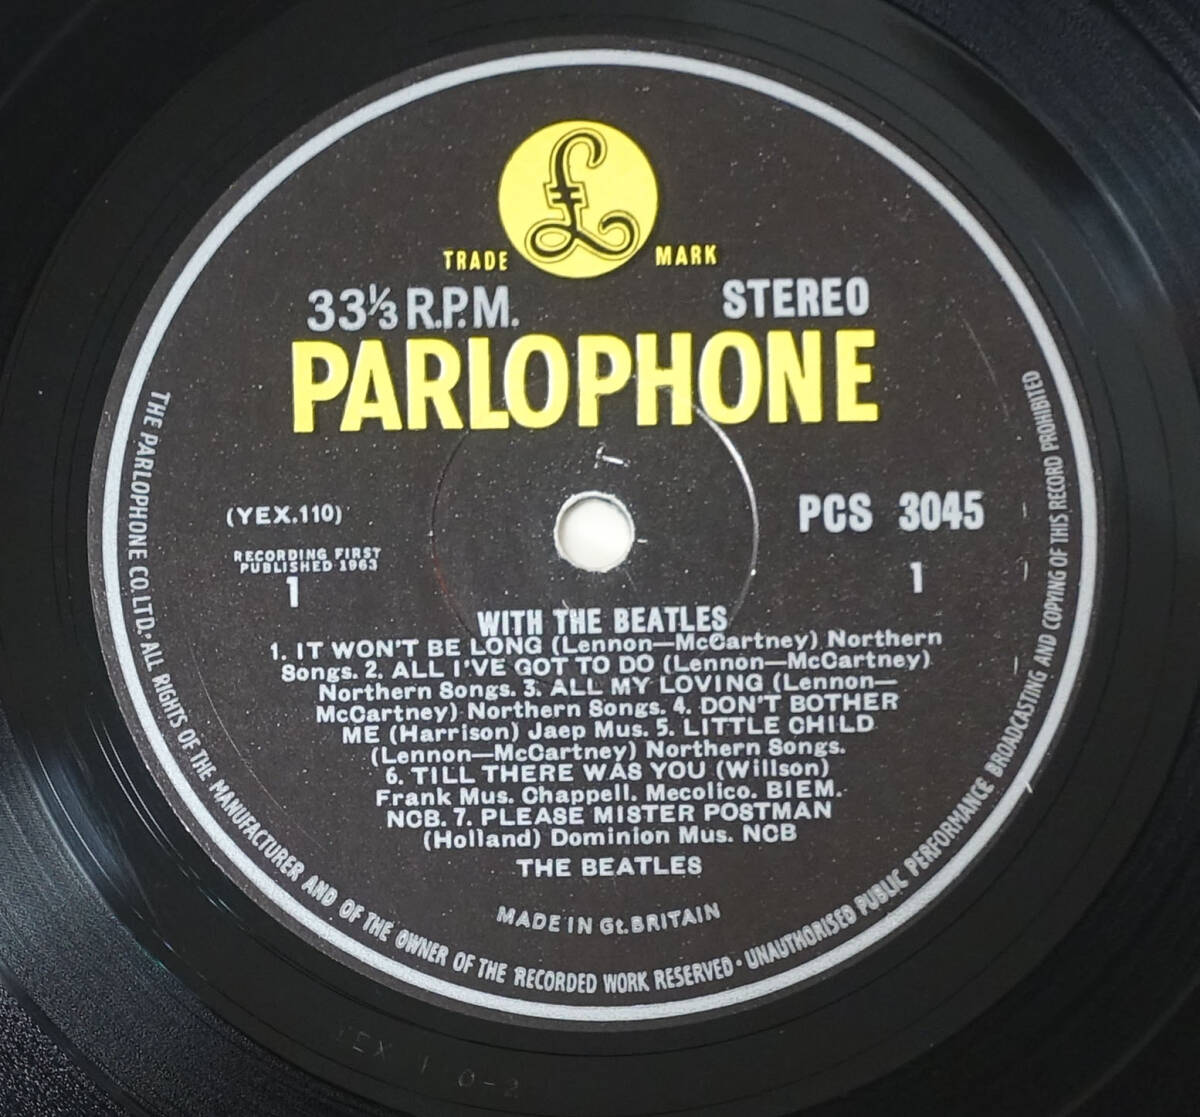 £
TRADE MARK
33⅓ R.P.M. STEREO
PARLOPHONE
(YEX.110) PCS 3045
RECORDING FIRST
PUBLISHED 1963
1 1
WITH THE BEATLES
1. IT WON'T BE LONG (Lennon—McCartney) Northern
Songs. 2. ALL I'VE GOT TO DO (Lennon—McCartney)
Northern Songs. 3. ALL MY LOVING (Lennon—
McCartney) Northern Songs. 4. DON'T BOTHER
ME (Harrison) Jaep Mus. 5. LITTLE CHILD
(Lennon—McCartney) Northern Songs.
6. TILL THERE WAS YOU (Willson)
Frank Mus. Chappell. Mecolico. BIEM.
NCB. 7. PLEASE MISTER POSTMAN
(Holland) Dominion Mus. NCB
THE BEATLES
MADE IN Gt. BRITAIN
THE PARLOPHONE CO. LTD. · ALL RIGHTS OF THE MANUFACTURER AND OF THE OWNER OF THE RECORDED WORK RESERVED · UNAUTHORISED PUBLIC PERFORMANCE BROADCASTING AND COPYING OF THIS RECORD PROHIBITED